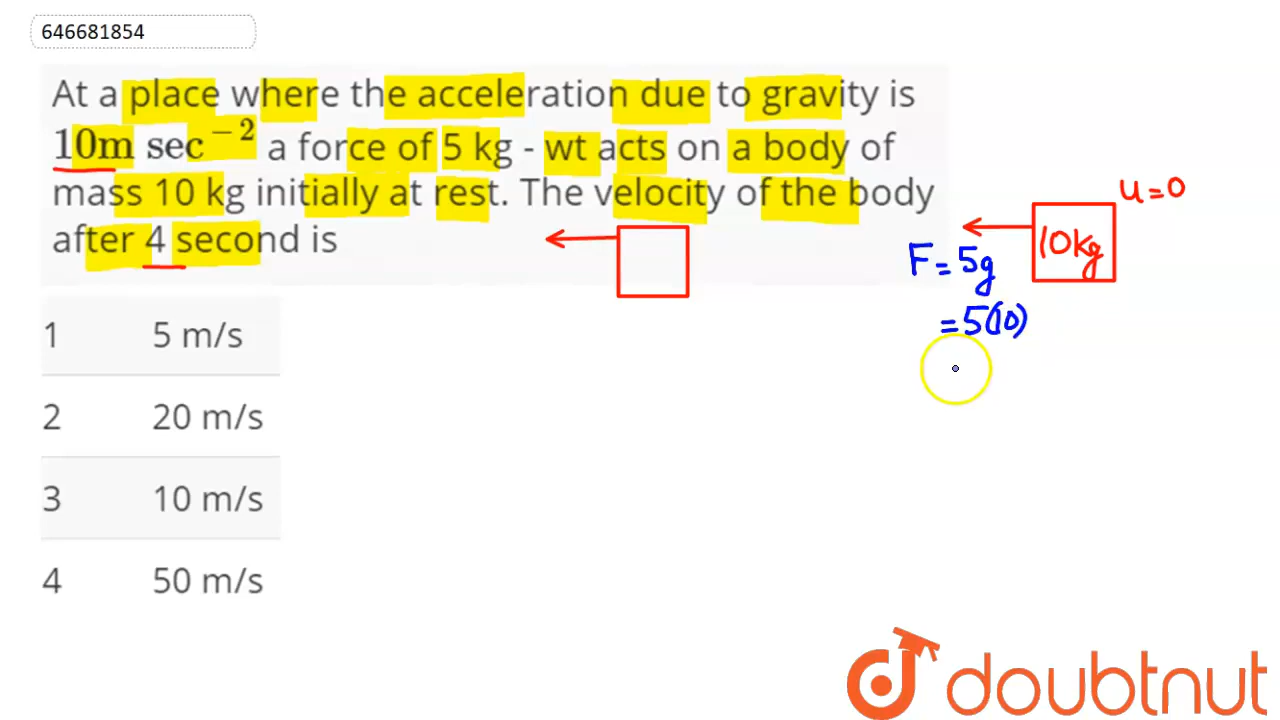 646681854
At a place where the acceleration due to gravity is
10m sec⁻² a force of 5 kg - wt acts on a body of
mass 10 kg initially at rest. The velocity of the body
after 4 second is
u=0
10kg
F=5g
=5(10)
1 5 m/s
2 20 m/s
3 10 m/s
4 50 m/s
doubtnut